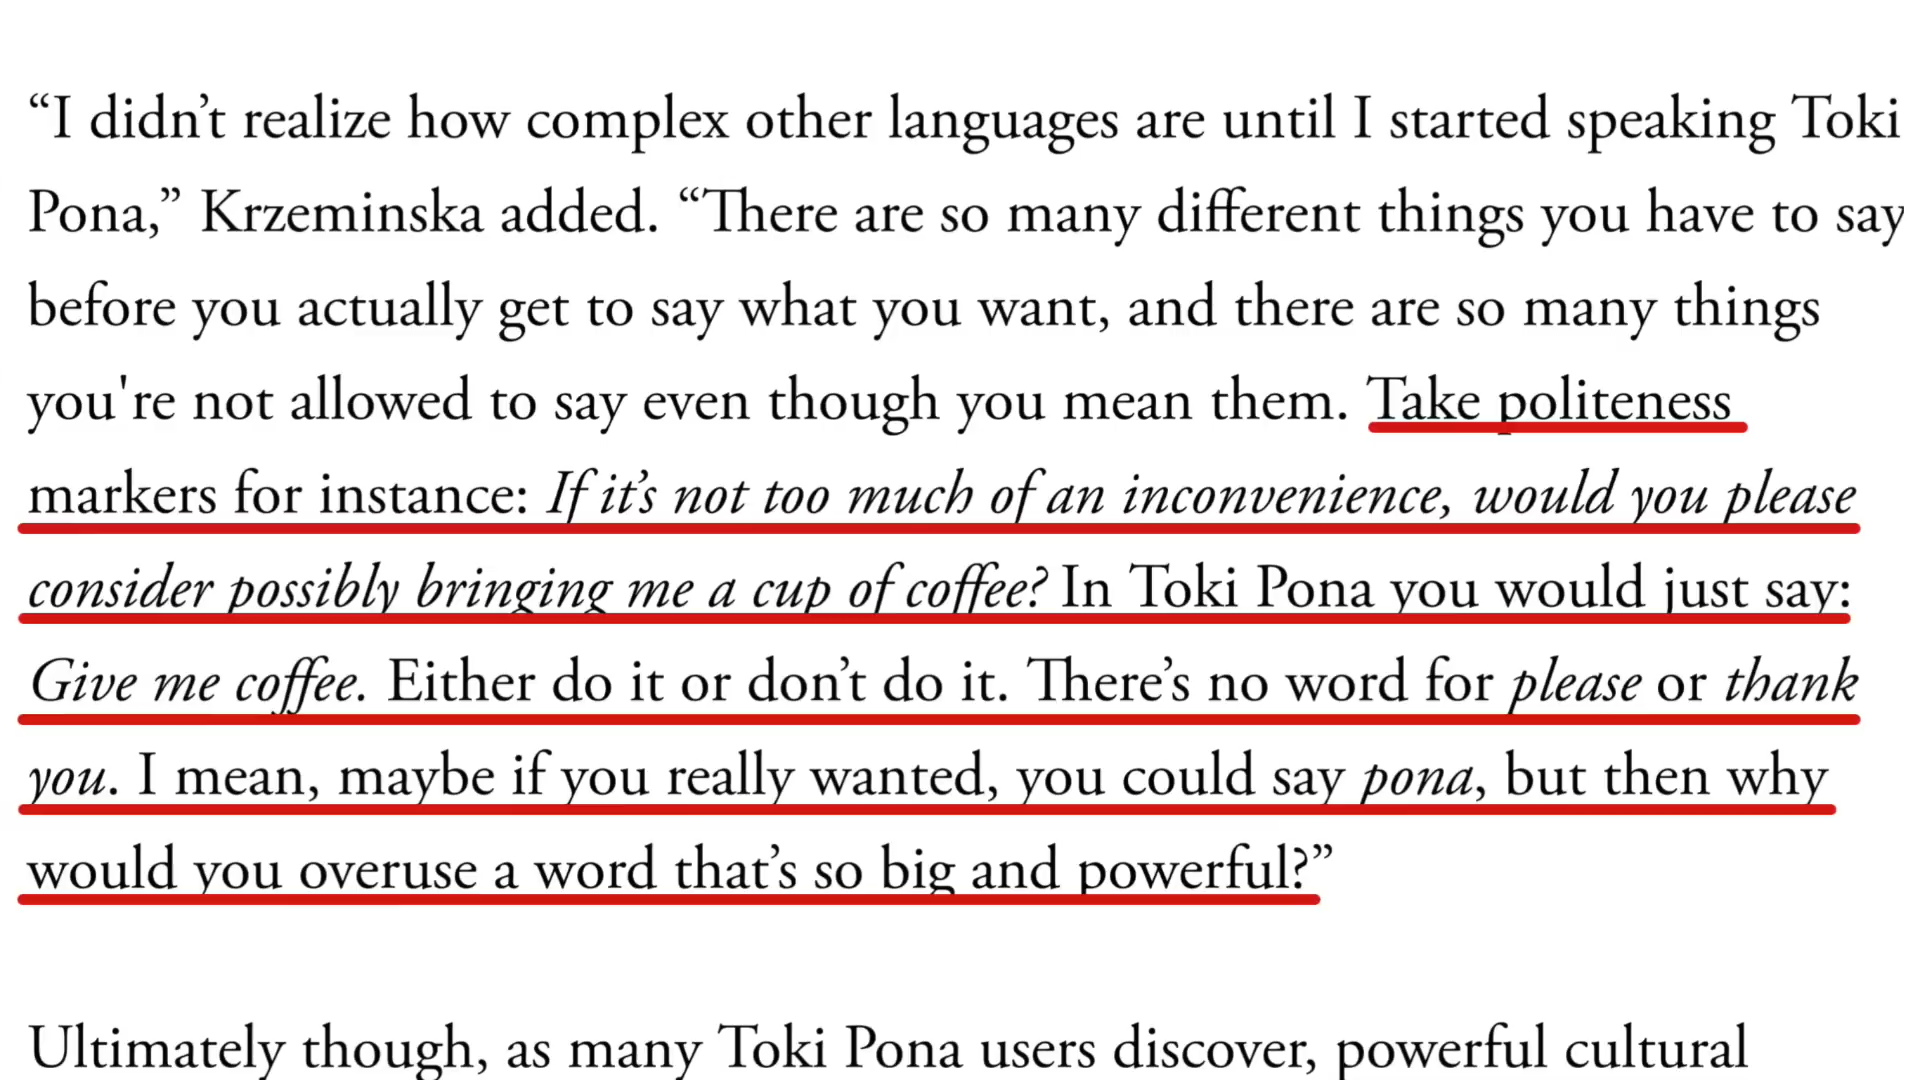 “I didn’t realize how complex other languages are until I started speaking Toki
Pona,” Krzeminska added. “There are so many different things you have to say
before you actually get to say what you want, and there are so many things
you're not allowed to say even though you mean them. Take politeness
markers for instance: If it’s not too much of an inconvenience, would you please
consider possibly bringing me a cup of coffee? In Toki Pona you would just say:
Give me coffee. Either do it or don’t do it. There’s no word for please or thank
you. I mean, maybe if you really wanted, you could say pona, but then why
would you overuse a word that’s so big and powerful?”
Ultimately though, as many Toki Pona users discover, powerful cultural